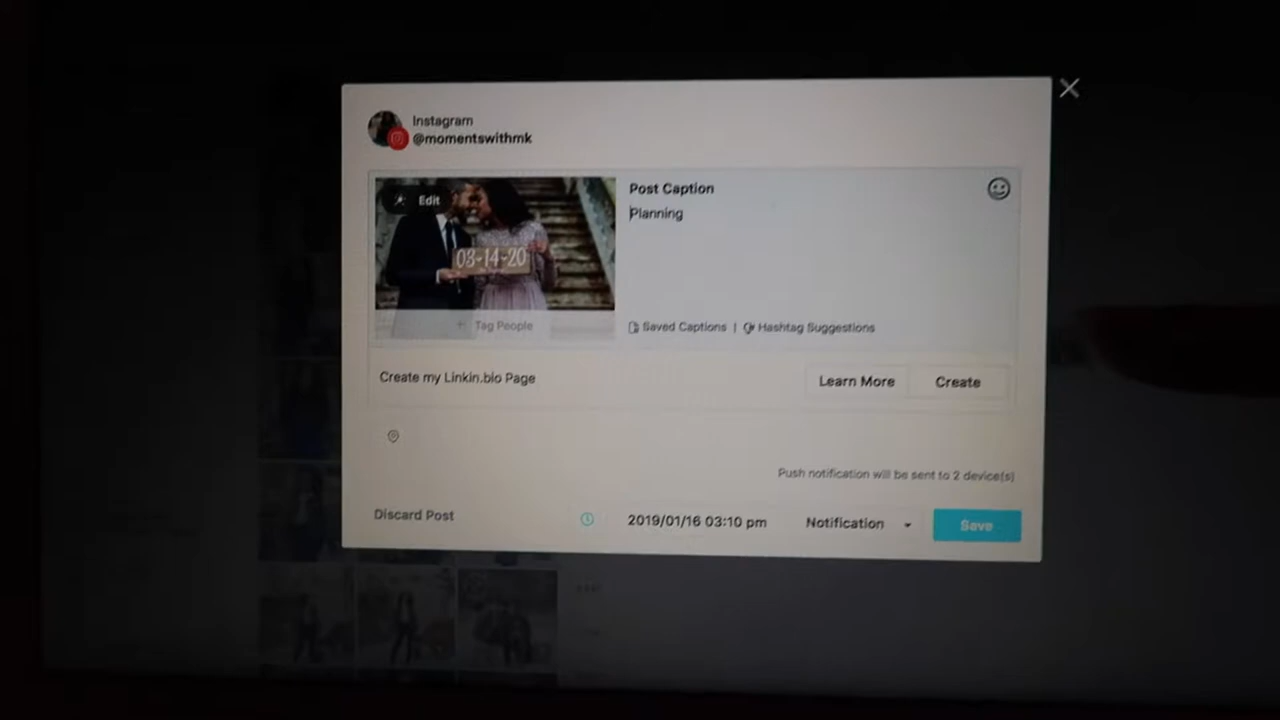 Instagram
@momentswithmk
Edit
03-14-20
Tag People
Post Caption
Planning
Saved Captions | Hashtag Suggestions
Create my Linkin.bio Page
Learn More
Create
Push notification will be sent to 2 device(s)
Discard Post
2019/01/16 03:10 pm
Notification
Save